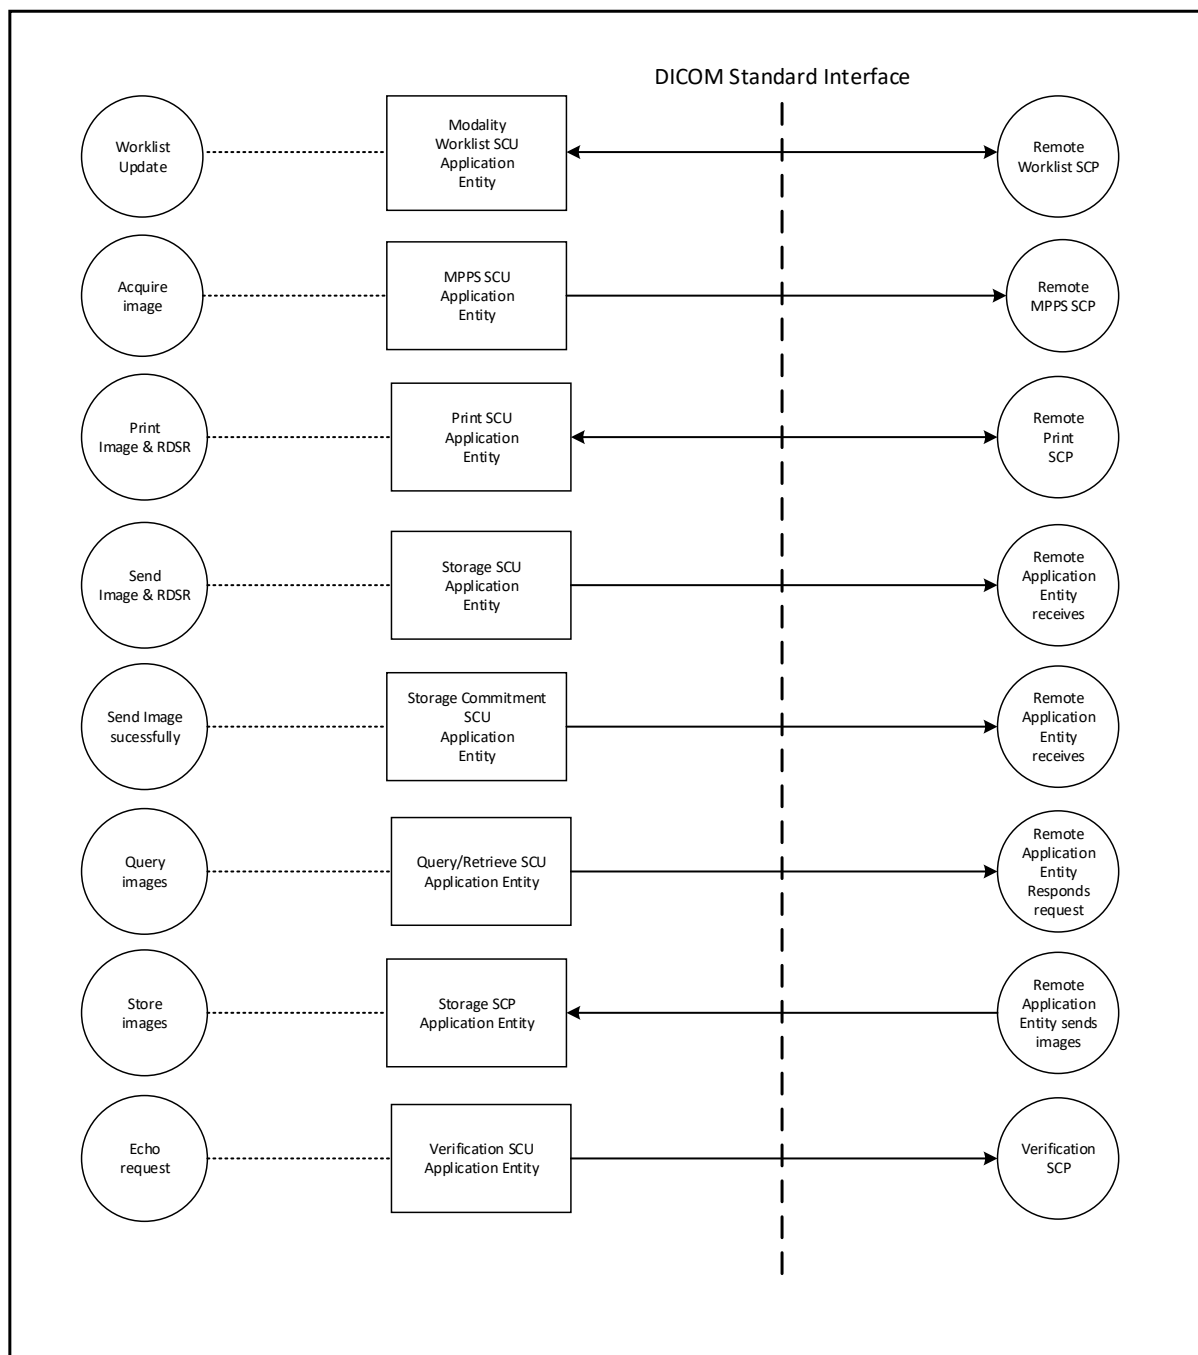 DICOM Standard Interface
Worklist
Update
Modality
Worklist SCU
Application
Entity
Remote
Worklist SCP
Acquire
image
MPPS SCU
Application
Entity
Remote
MPPS SCP
Print
Image & RDSR
Print SCU
Application
Entity
Remote
Print
SCP
Send
Image & RDSR
Storage SCU
Application
Entity
Remote
Application
Entity
receives
Send Image
sucessfully
Storage Commitment
SCU
Application
Entity
Remote
Application
Entity
receives
Query
images
Query/Retrieve SCU
Application Entity
Remote
Application
Entity
Responds
request
Store
images
Storage SCP
Application Entity
Remote
Application
Entity sends
images
Echo
request
Verification SCU
Application Entity
Verification
SCP